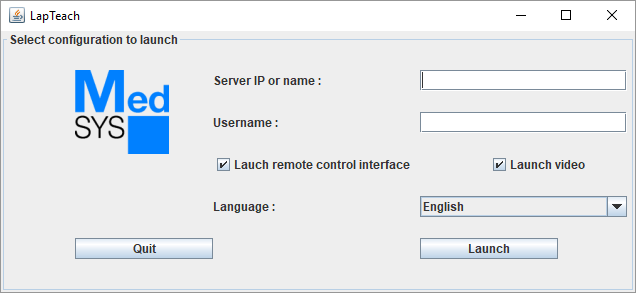 LapTeach
Select configuration to launch
Med
SYS
Server IP or name :
Username :
Lauch remote control interface
Launch video
Language :
English
Quit
Launch